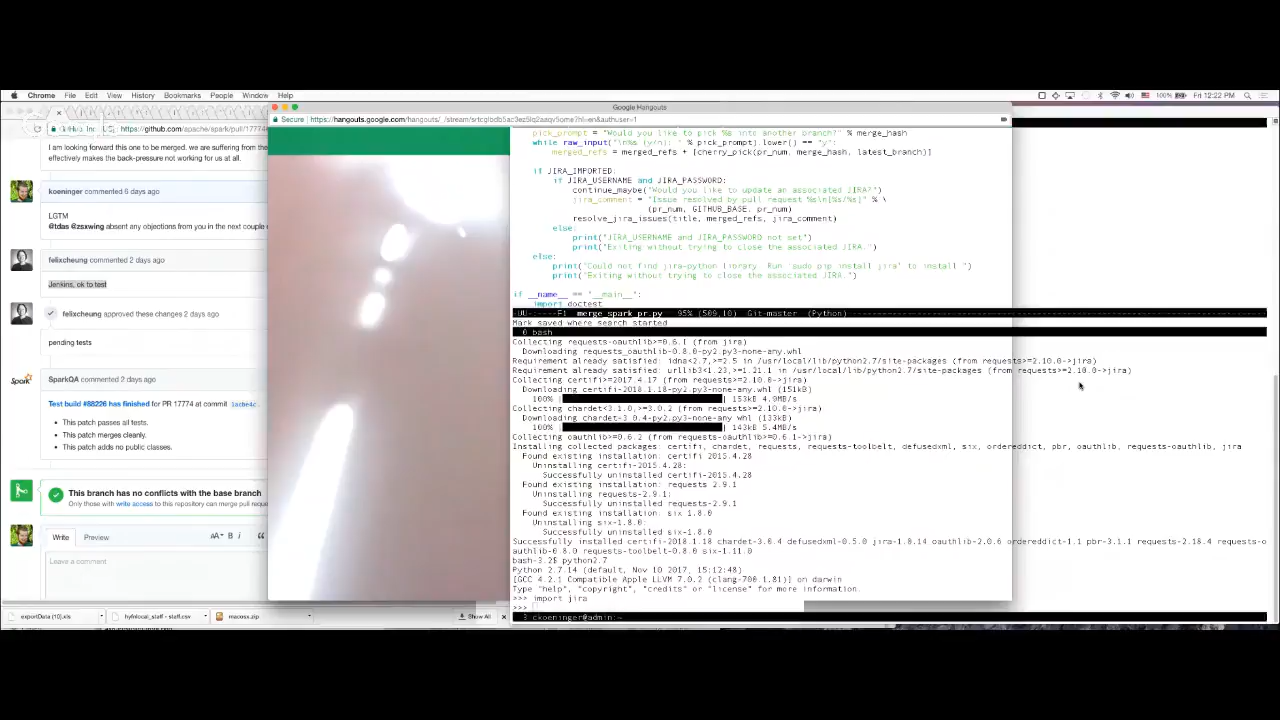 Chrome File Edit View History Bookmarks People Window Help
100% Fri 12:22 PM
Google Hangouts
GitHub, Inc. https://github.com/apache/spark/pull/17774
Secure https://hangouts.google.com/hangouts/_/stream/
I am looking forward this one to be merged. we are suffering from the
effectively makes the back-pressure not working for us at all.
koeninger commented 6 days ago
LGTM
@tdas @zsxwing absent any objections from you in the next couple
felixcheung commented 2 days ago
Jenkins, ok to test
felixcheung approved these changes 2 days ago
pending tests
SparkQA commented 2 days ago
Spark
Test build #88226 has finished for PR 17774 at commit
This patch passes all tests.
This patch merges cleanly.
This patch adds no public classes.
This branch has no conflicts with the base branch
Only those with write access to this repository can merge pull reque
Write Preview AA B i “
Leave a comment
exportData (10).xls hyfnlocal_staff - staff.csv macosx.zip Show All
pick_prompt = "Would you like to pick %s into another branch?" % merge_hash
while raw_input("\n%s (y/n): " % pick_prompt).lower() == "y":
merged_refs = merged_refs + [cherry_pick(pr_num, merge_hash, latest_branch)]
if JIRA_IMPORTED:
if JIRA_USERNAME and JIRA_PASSWORD:
continue_maybe("Would you like to update an associated JIRA?")
jira_comment = "Issue resolved by pull request %s\n[%s/%s]" % \
(pr_num, GITHUB_BASE, pr_num)
resolve_jira_issues(title, merged_refs, jira_comment)
else:
print("JIRA_USERNAME and JIRA_PASSWORD not set")
print("Exiting without trying to close the associated JIRA.")
else:
print("Could not find jira-python library. Run 'sudo pip install jira' to install.")
print("Exiting without trying to close the associated JIRA.")
if __name__ == "__main__":
import doctest
-UU-:----F1 merge_spark_pr.py 95% (509,10) Git-master (Python)
Mark saved where search started
0 bash
Collecting requests-oauthlib>=0.6.1 (from jira)
Downloading requests_oauthlib-0.8.0-py2.py3-none-any.whl
Requirement already satisfied: idna<2.7,>=2.5 in /usr/local/lib/python2.7/site-packages (from requests>=2.10.0->jira)
Requirement already satisfied: urllib3<1.23,>=1.21.1 in /usr/local/lib/python2.7/site-packages (from requests>=2.10.0->jira)
Collecting certifi>=2017.4.17 (from requests>=2.10.0->jira)
Downloading certifi-2018.1.18-py2.py3-none-any.whl (151kB)
100% | | 153kB 4.9MB/s
Collecting chardet<3.1.0,>=3.0.2 (from requests>=2.10.0->jira)
Downloading chardet-3.0.4-py2.py3-none-any.whl (133kB)
100% | | 143kB 5.4MB/s
Collecting oauthlib>=0.6.2 (from requests-oauthlib>=0.6.1->jira)
Installing collected packages: certifi, chardet, requests, requests-toolbelt, defusedxml, six, ordereddict, pbr, oauthlib, requests-oauthlib, jira
Found existing installation: certifi 2015.4.28
Uninstalling certifi-2015.4.28:
Successfully uninstalled certifi-2015.4.28
Found existing installation: requests 2.9.1
Uninstalling requests-2.9.1:
Successfully uninstalled requests-2.9.1
Found existing installation: six 1.8.0
Uninstalling six-1.8.0:
Successfully uninstalled six-1.8.0
Successfully installed certifi-2018.1.18 chardet-3.0.4 defusedxml-0.5.0 jira-1.0.14 oauthlib-2.0.6 ordereddict-1.1 pbr-3.1.1 requests-2.18.4 requests-o
authlib-0.8.0 requests-toolbelt-0.8.0 six-1.11.0
bash-3.2$ python2.7
Python 2.7.14 (default, Nov 10 2017, 15:12:48)
[GCC 4.2.1 Compatible Apple LLVM 7.0.2 (clang-700.1.81)] on darwin
Type "help", "copyright", "credits" or "license" for more information.
>>> import jira
>>>
3 ckoeninger@admin:~